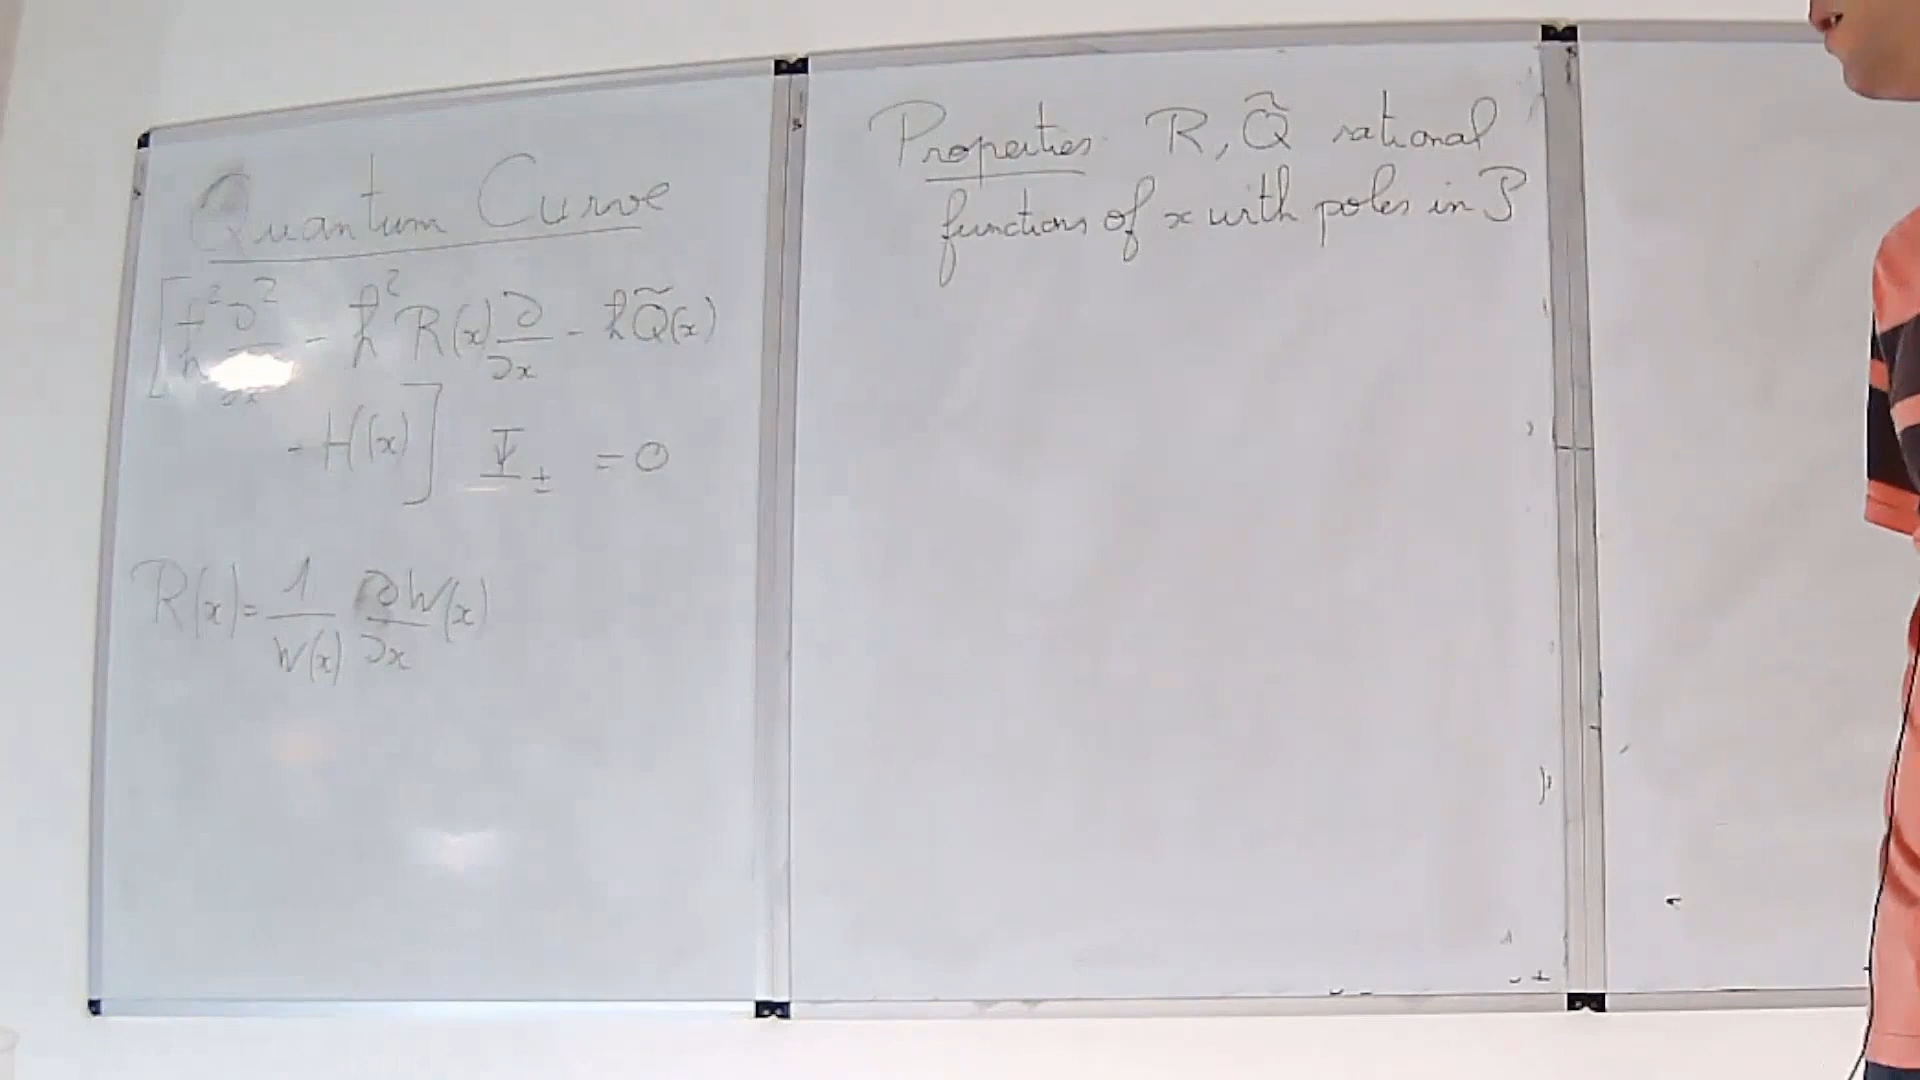 Quantum Curve
[ħ² ∂²/∂x² - ħ² R(x) ∂/∂x - ħ Q̃(x)
- H(x)] Ψ± = 0
R(x) = 1/W(x) ∂W(x)/∂x
Properties R, Q̃ rational
functions of x with poles in P